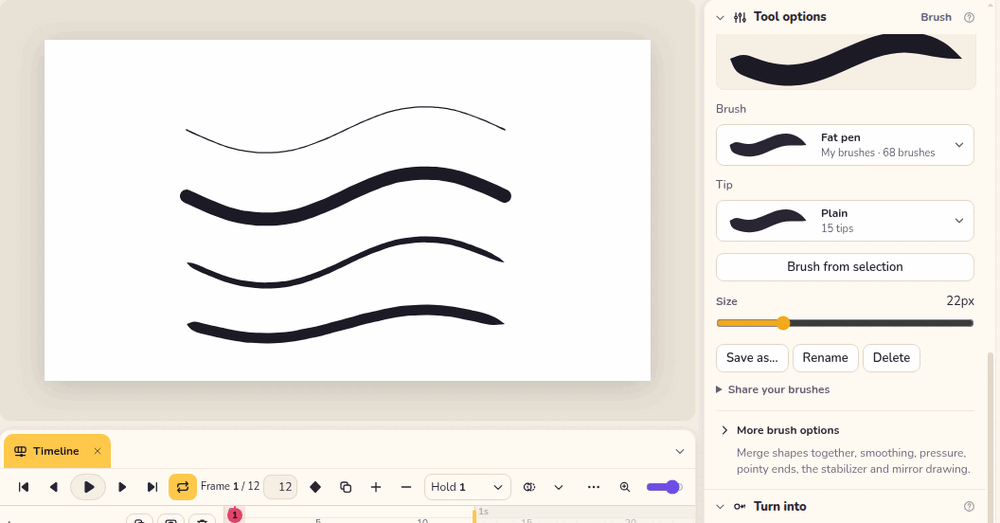 Tool options
Brush
Brush
Fat pen
My brushes · 68 brushes
Tip
Plain
15 tips
Brush from selection
Size
22px
Save as...
Rename
Delete
Share your brushes
More brush options
Merge shapes together, smoothing, pressure,
pointy ends, the stabilizer and mirror drawing.
Turn into
Timeline
Frame 1 / 12
12
Hold 1
1
1s
5
10
15
20